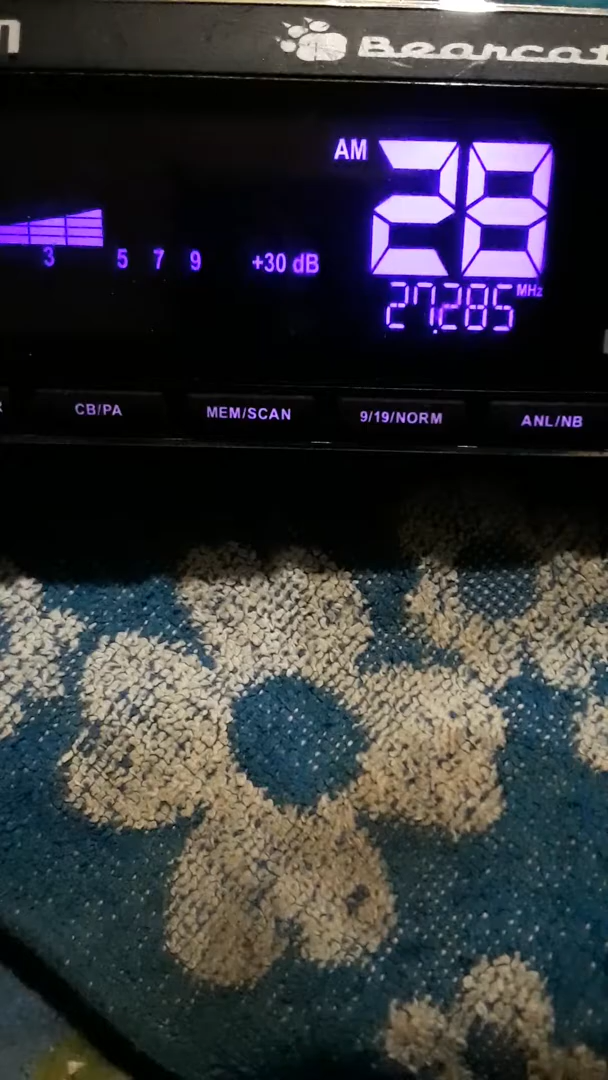 Bearcat
AM 28
3 5 7 9 +30 dB
27.285 MHz
CB/PA MEM/SCAN 9/19/NORM ANL/NB